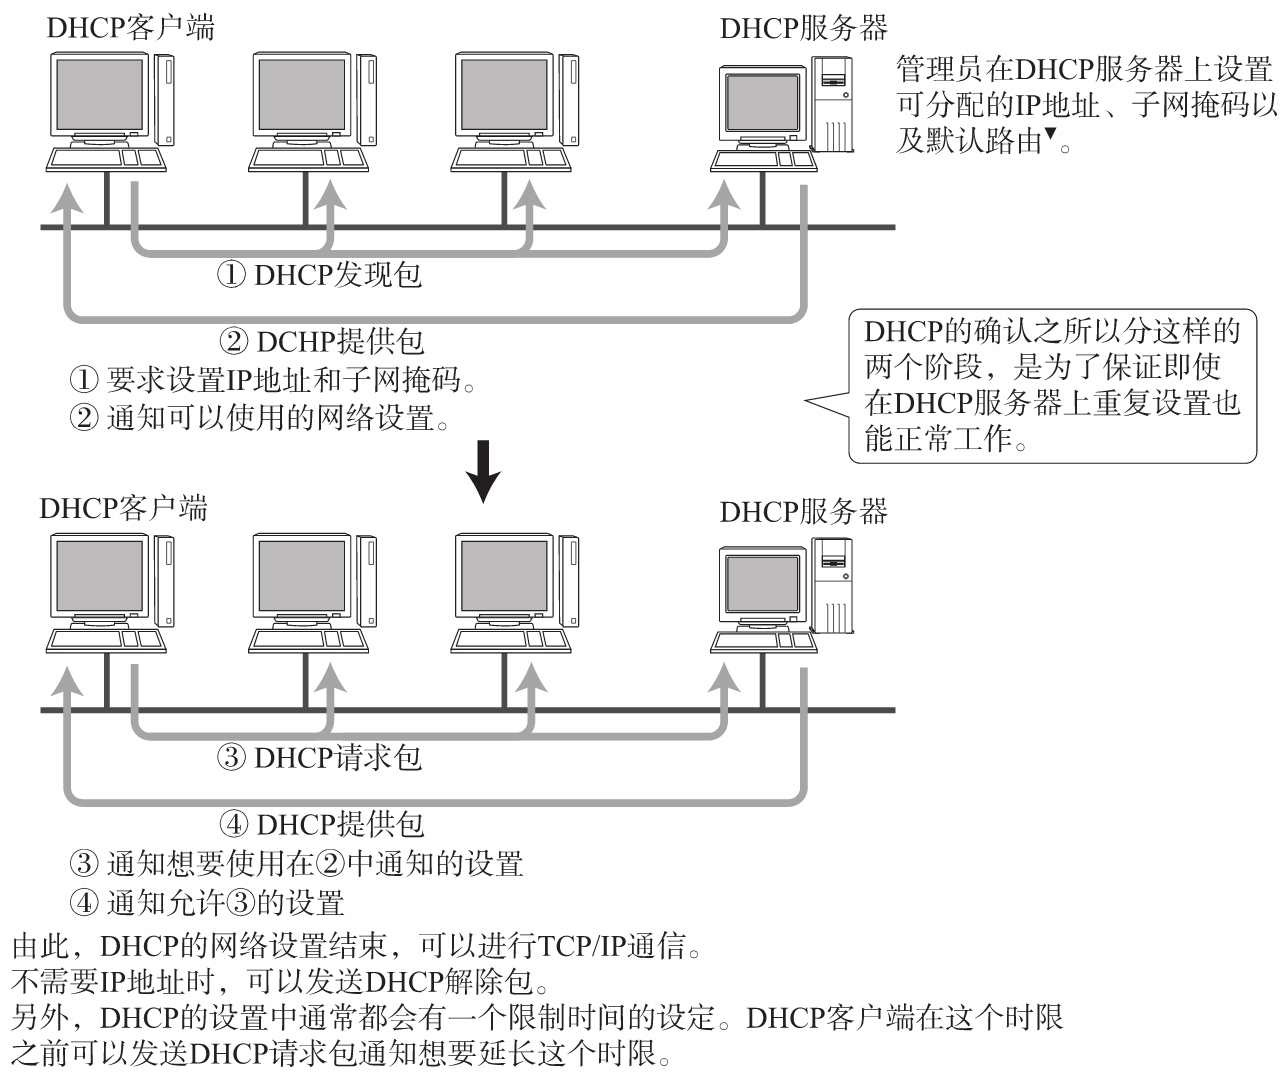 DHCP客户端
DHCP服务器
管理员在DHCP服务器上设置
可分配的IP地址、子网掩码以
及默认路由▼。
① DHCP发现包
② DCHP提供包
① 要求设置IP地址和子网掩码。
② 通知可以使用的网络设置。
DHCP的确认之所以分这样的
两个阶段，是为了保证即使
在DHCP服务器上重复设置也
能正常工作。
DHCP客户端
DHCP服务器
③ DHCP请求包
④ DHCP提供包
③ 通知想要使用在②中通知的设置
④ 通知允许③的设置
由此，DHCP的网络设置结束，可以进行TCP/IP通信。
不需要IP地址时，可以发送DHCP解除包。
另外，DHCP的设置中通常都会有一个限制时间的设定。DHCP客户端在这个时限
之前可以发送DHCP请求包通知想要延长这个时限。